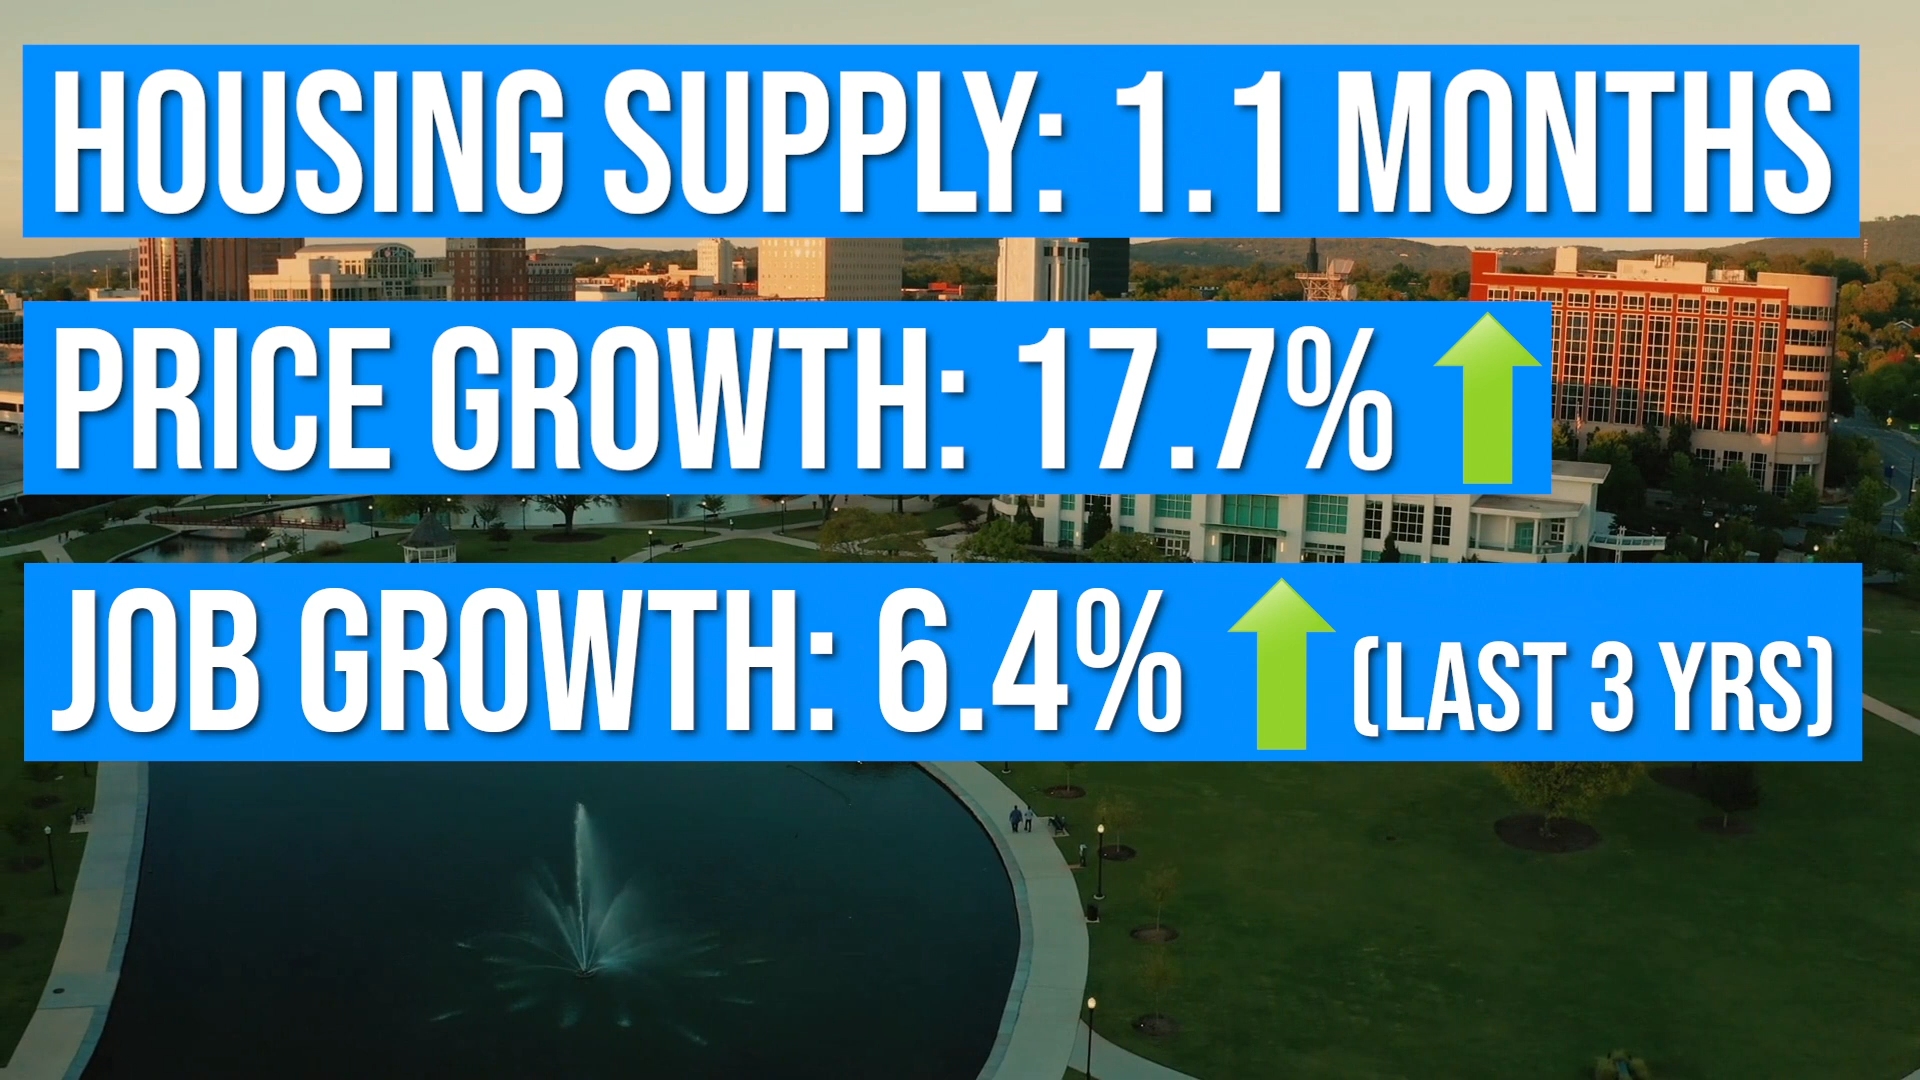 HOUSING SUPPLY: 1.1 MONTHS
PRICE GROWTH: 17.7%
JOB GROWTH: 6.4% (LAST 3 YRS)